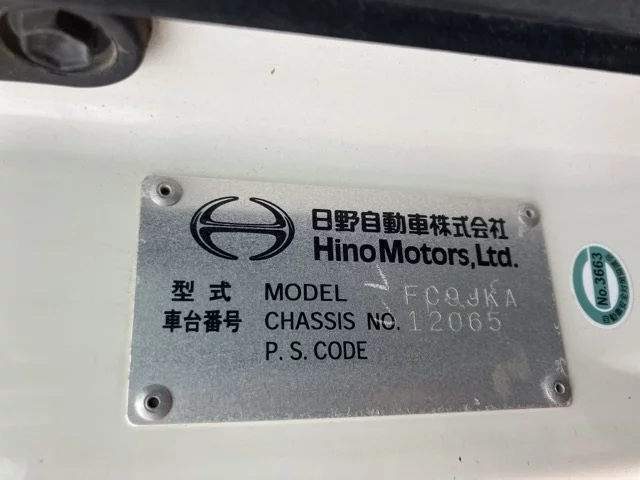 日野自動車株式会社
Hino Motors, Ltd.
型式 MODEL FC9JKA
車台番号 CHASSIS NO. 12065
P. S. CODE
No.3663